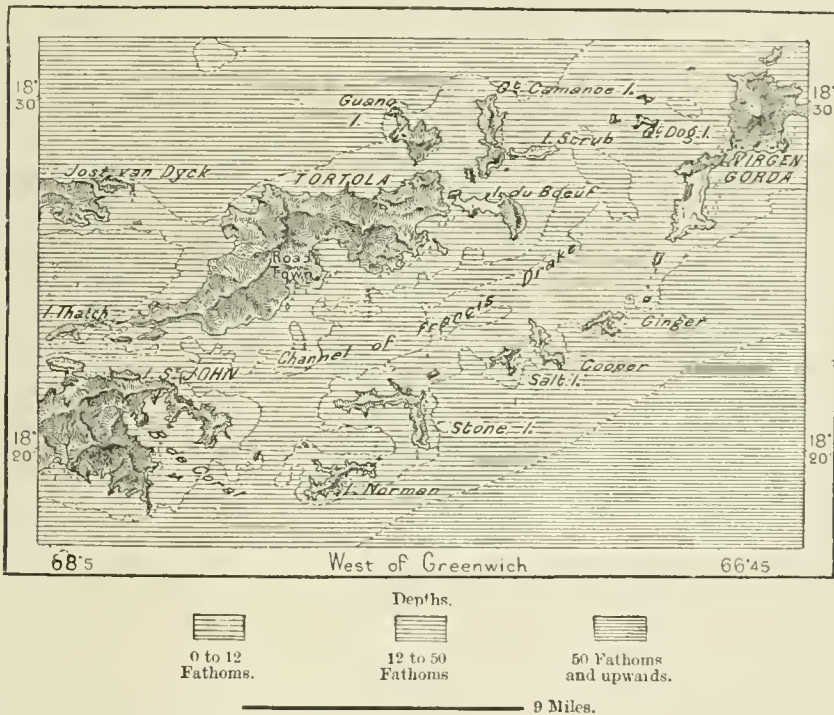 18°
30
18°
30
Guano
I.
Gt. Camanoe I.
Gt. Dog. I.
I. Scrub
VIRGEN
GORDA
Jost van Dyck
TORTOLA
I. du Bœuf
Road
Town
Channel of Francis Drake
I. Thatch
Ginger
Cooper
Salt. I.
I. St. JOHN
Stone I.
B. de Coral
I. Norman
18°
20'
18°
20'
68°5
West of Greenwich
66°45
Depths.
0 to 12
Fathoms.
12 to 50
Fathoms
50 Fathoms
and upwards.
9 Miles.